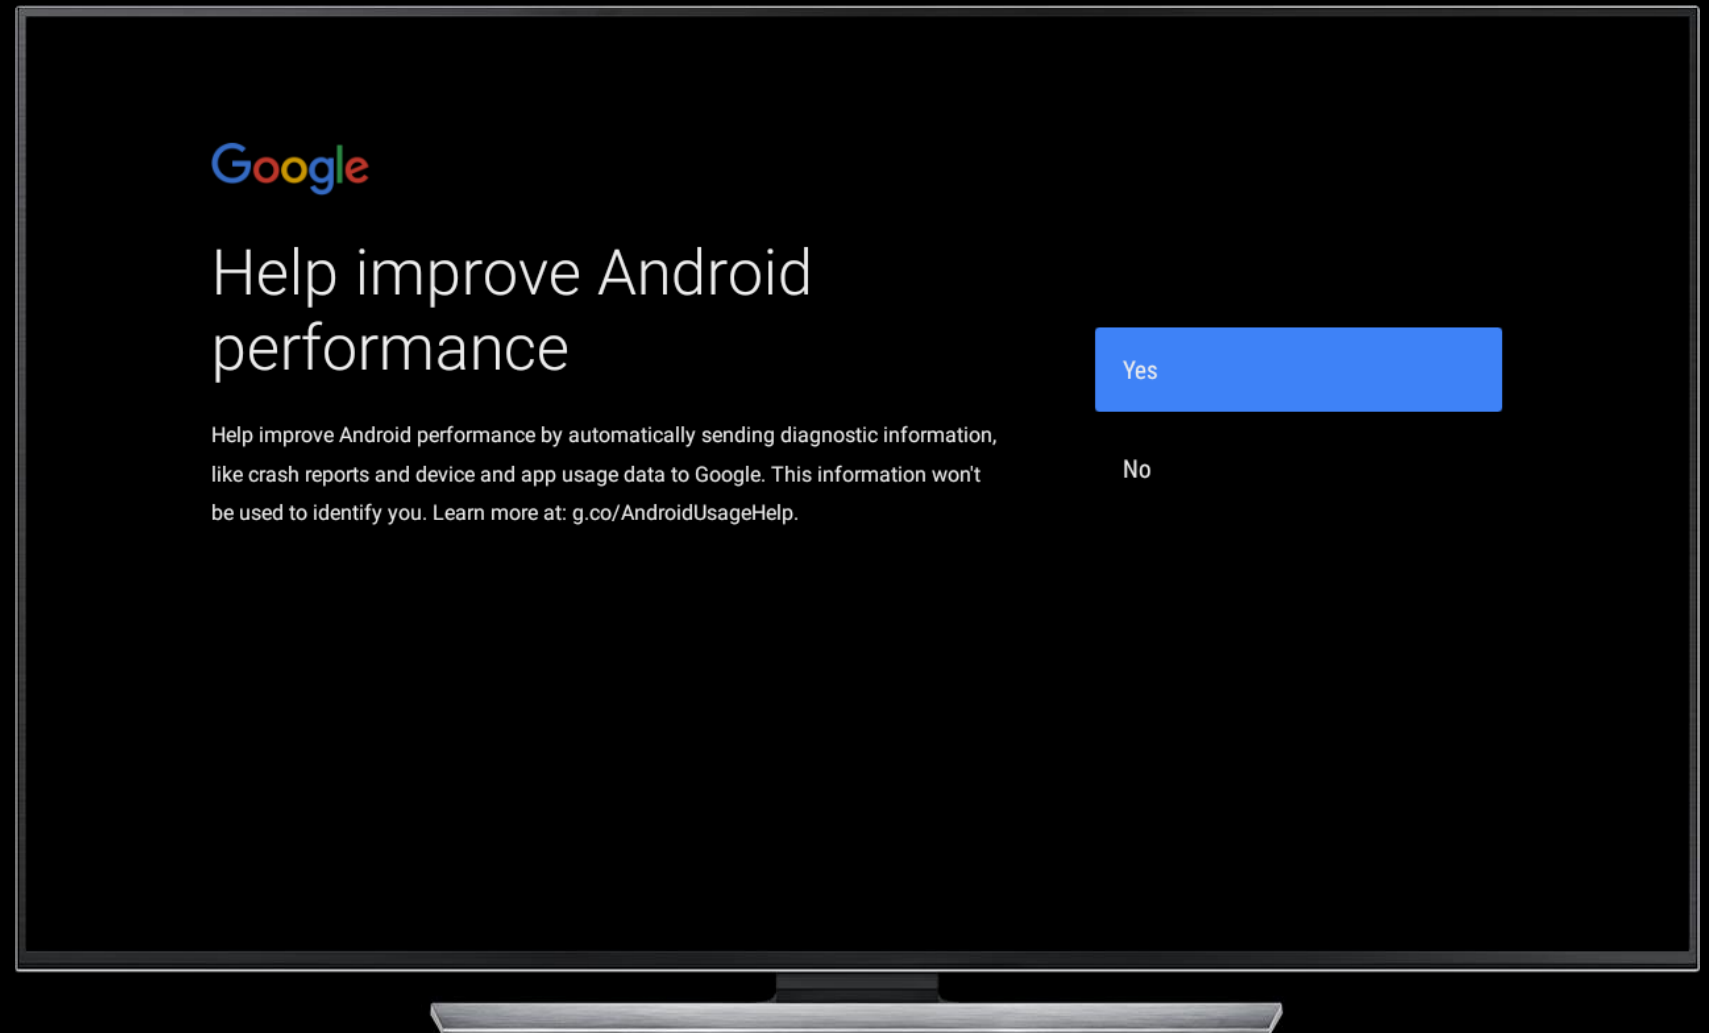 Google
Help improve Android
performance
Help improve Android performance by automatically sending diagnostic information,
like crash reports and device and app usage data to Google. This information won't
be used to identify you. Learn more at: g.co/AndroidUsageHelp.
Yes
No